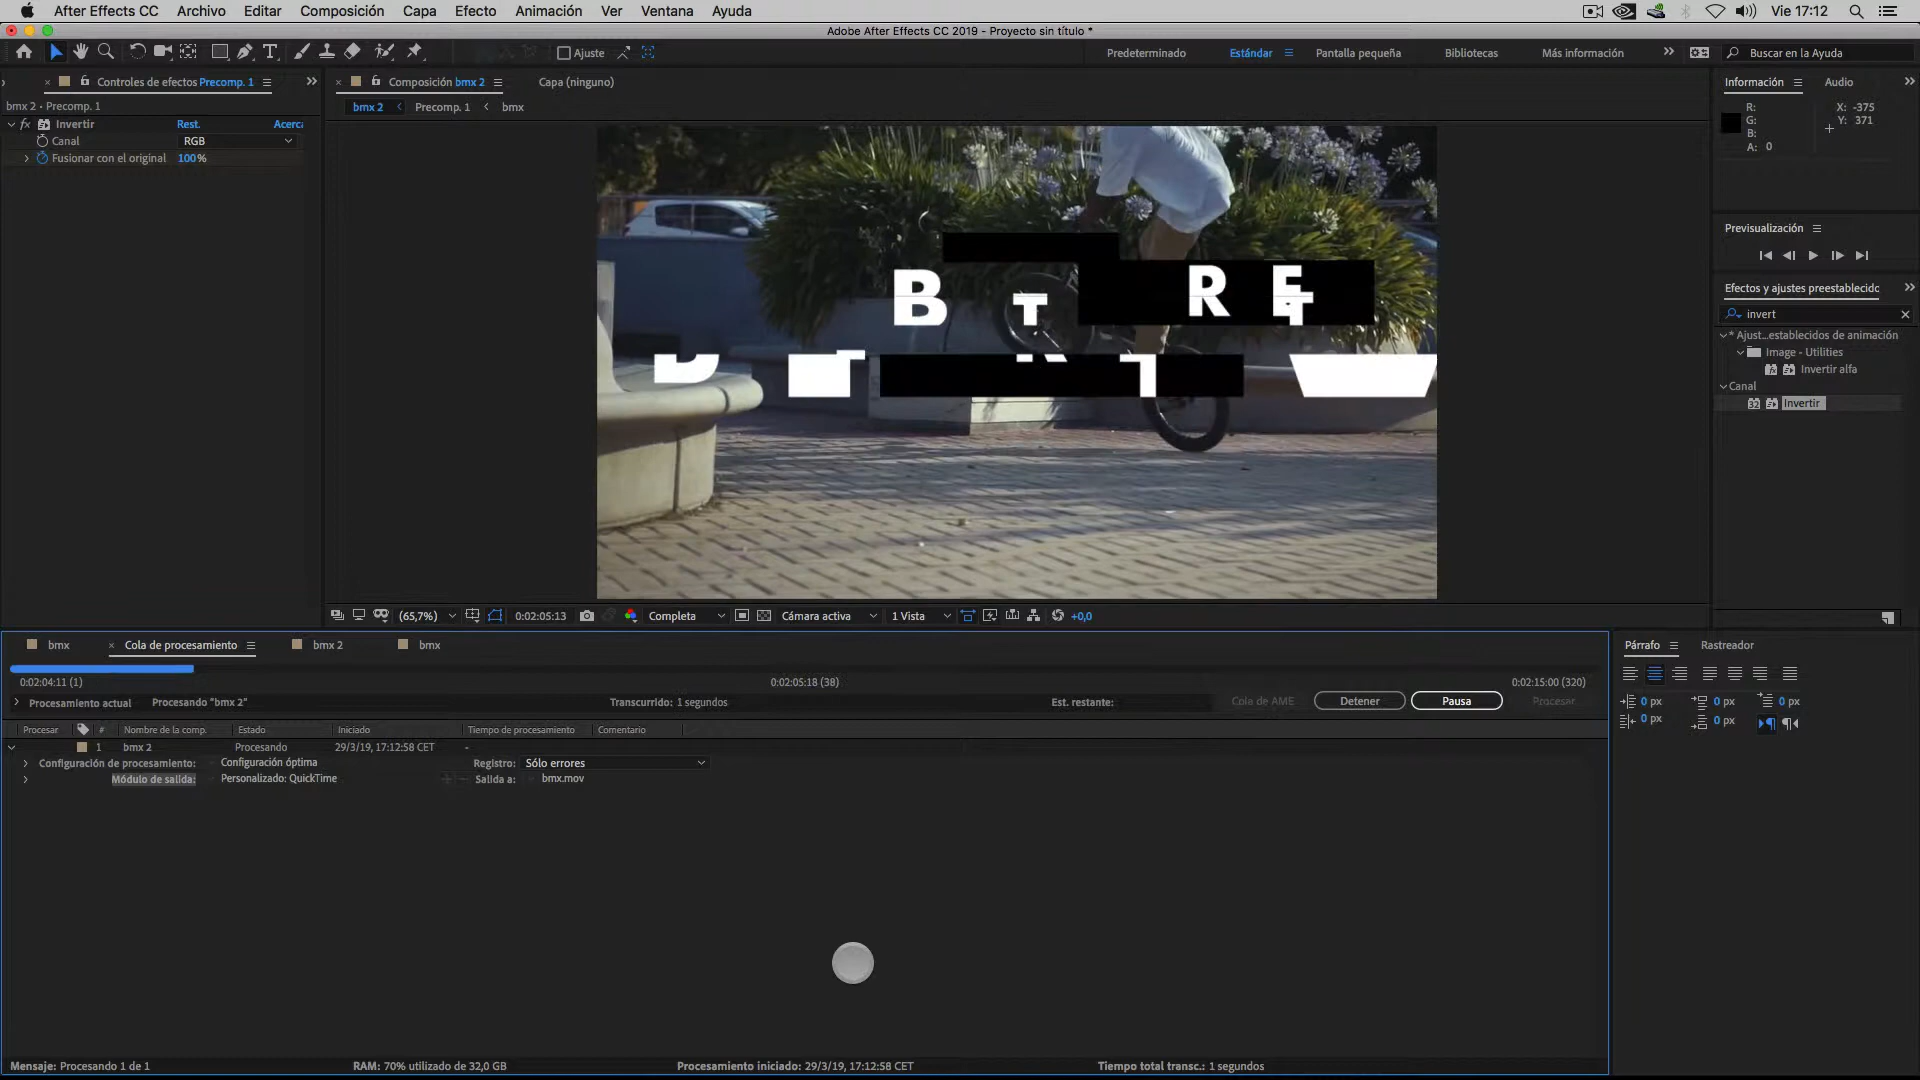 After Effects CC Archivo Editar Composición Capa Efecto Animación Ver Ventana Ayuda Vie 17:12
Adobe After Effects CC 2019 - Proyecto sin título *
Ajuste Predeterminado Estándar Pantalla pequeña Bibliotecas Más información Buscar en la Ayuda
Controles de efectos Precomp. 1
Composición bmx 2 Capa (ninguno)
Información Audio
bmx 2 • Precomp. 1
bmx 2 Precomp. 1 bmx
R: X: -375
G: Y: 371
B:
A: 0
fx Invertir Rest. Acerca
Canal RGB
Fusionar con el original 100%
Previsualización
Efectos y ajustes preestablecidc
invert
* Ajust...establecidos de animación
Image - Utilities
Invertir alfa
Canal
32 Invertir
B T R E
(65,7%) 0:02:05:13 Completa Cámara activa 1 Vista +0,0
bmx Cola de procesamiento bmx 2 bmx
0:02:04:11 (1) 0:02:05:18 (38) 0:02:15:00 (320)
Procesamiento actual Procesando "bmx 2" Transcurrido: 1 segundos Est. restante: Cola de AME Detener Pausa Procesar
Procesar # Nombre de la comp. Estado Iniciado Tiempo de procesamiento Comentario
1 bmx 2 Procesando 29/3/19, 17:12:58 CET -
Configuración de procesamiento: Configuración óptima Registro: Sólo errores
Módulo de salida: Personalizado: QuickTime Salida a: bmx.mov
Párrafo Rastreador
0 px 0 px 0 px
0 px 0 px
Mensaje: Procesando 1 de 1 RAM: 70% utilizado de 32,0 GB Procesamiento iniciado: 29/3/19, 17:12:58 CET Tiempo total transc.: 1 segundos